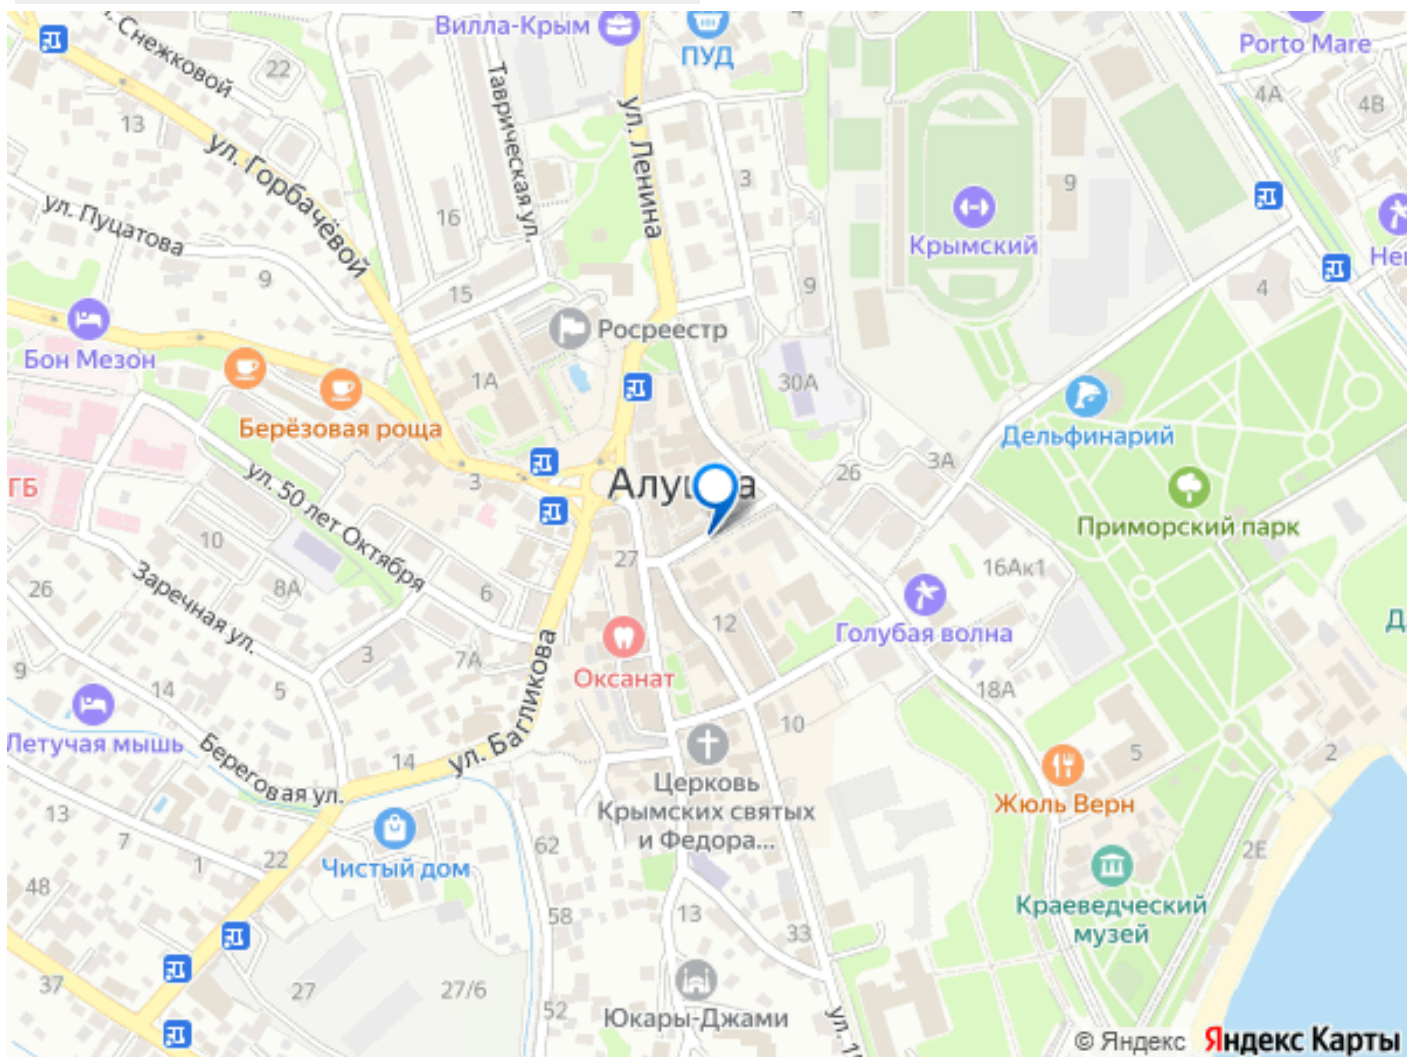 Вилла-Крым
ПУД
Porto Mare
Снежковой
22
4А
4В
13
Таврическая ул.
ул. Ленина
ул. Горбачёвой
3
9
16
Крымский
ул. Пуцатова
9
15
9
4
Бон Мезон
Росреестр
1А
30А
Берёзовая роща
Дельфинарий
3
Алу
а
26
3А
ГБ
ул. 50 лет Октября
Приморский парк
10
27
16Ак1
26
8А
6
Заречная ул.
12
Голубая волна
9
3
7А
Оксанат
14
5
18А
10
ул. Багликова
Летучая мышь
14
Береговая ул.
5
2
Церковь
Крымских святых
и Федора...
Жюль Верн
13
7
1
22
Чистый дом
62
2Е
48
58
13
33
Краеведческий
музей
37
27
27/6
52
Юкары-Джами
© Яндекс
Яндекс Карты